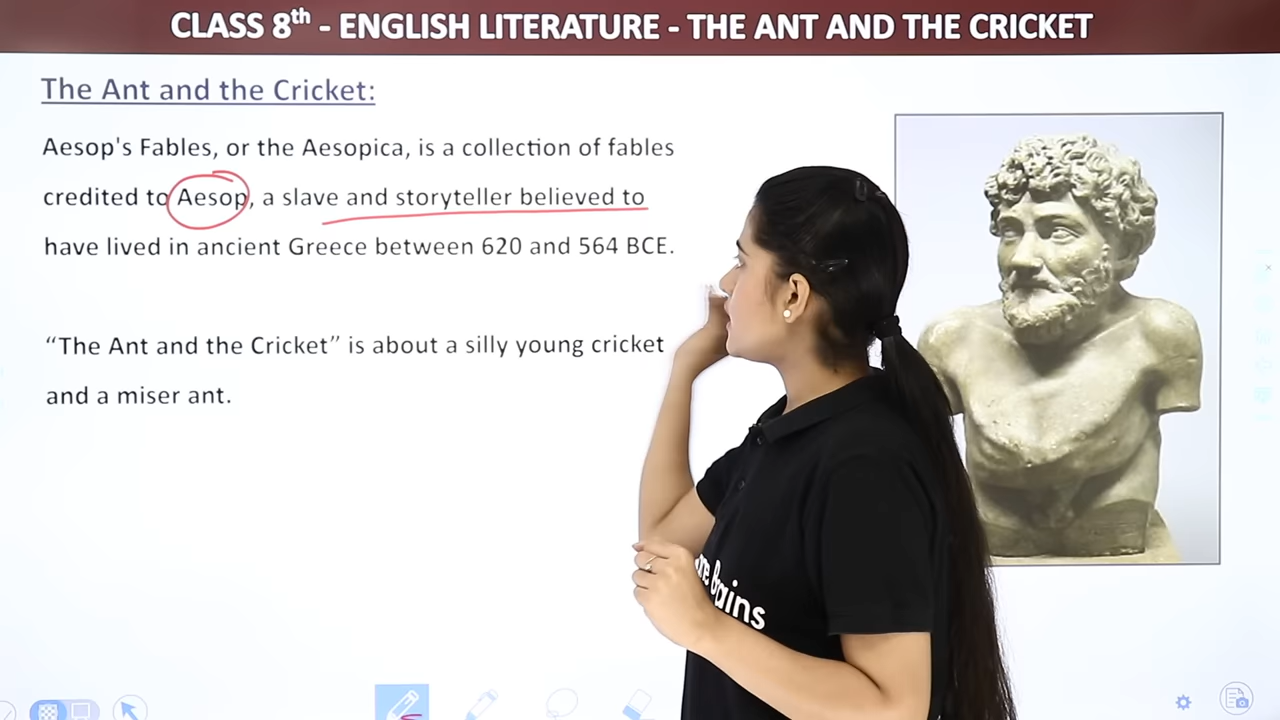 CLASS 8th - ENGLISH LITERATURE - THE ANT AND THE CRICKET
The Ant and the Cricket:
Aesop's Fables, or the Aesopica, is a collection of fables
credited to Aesop, a slave and storyteller believed to
have lived in ancient Greece between 620 and 564 BCE.
“The Ant and the Cricket” is about a silly young cricket
and a miser ant.